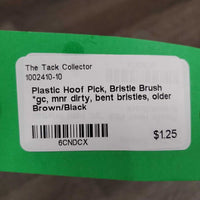 The Tack Collector
1002410-10
Plastic Hoof Pick, Bristle Brush
"gc, mnr dirty, bent bristles, older
Brown/Black
$1.25
6CNDCX